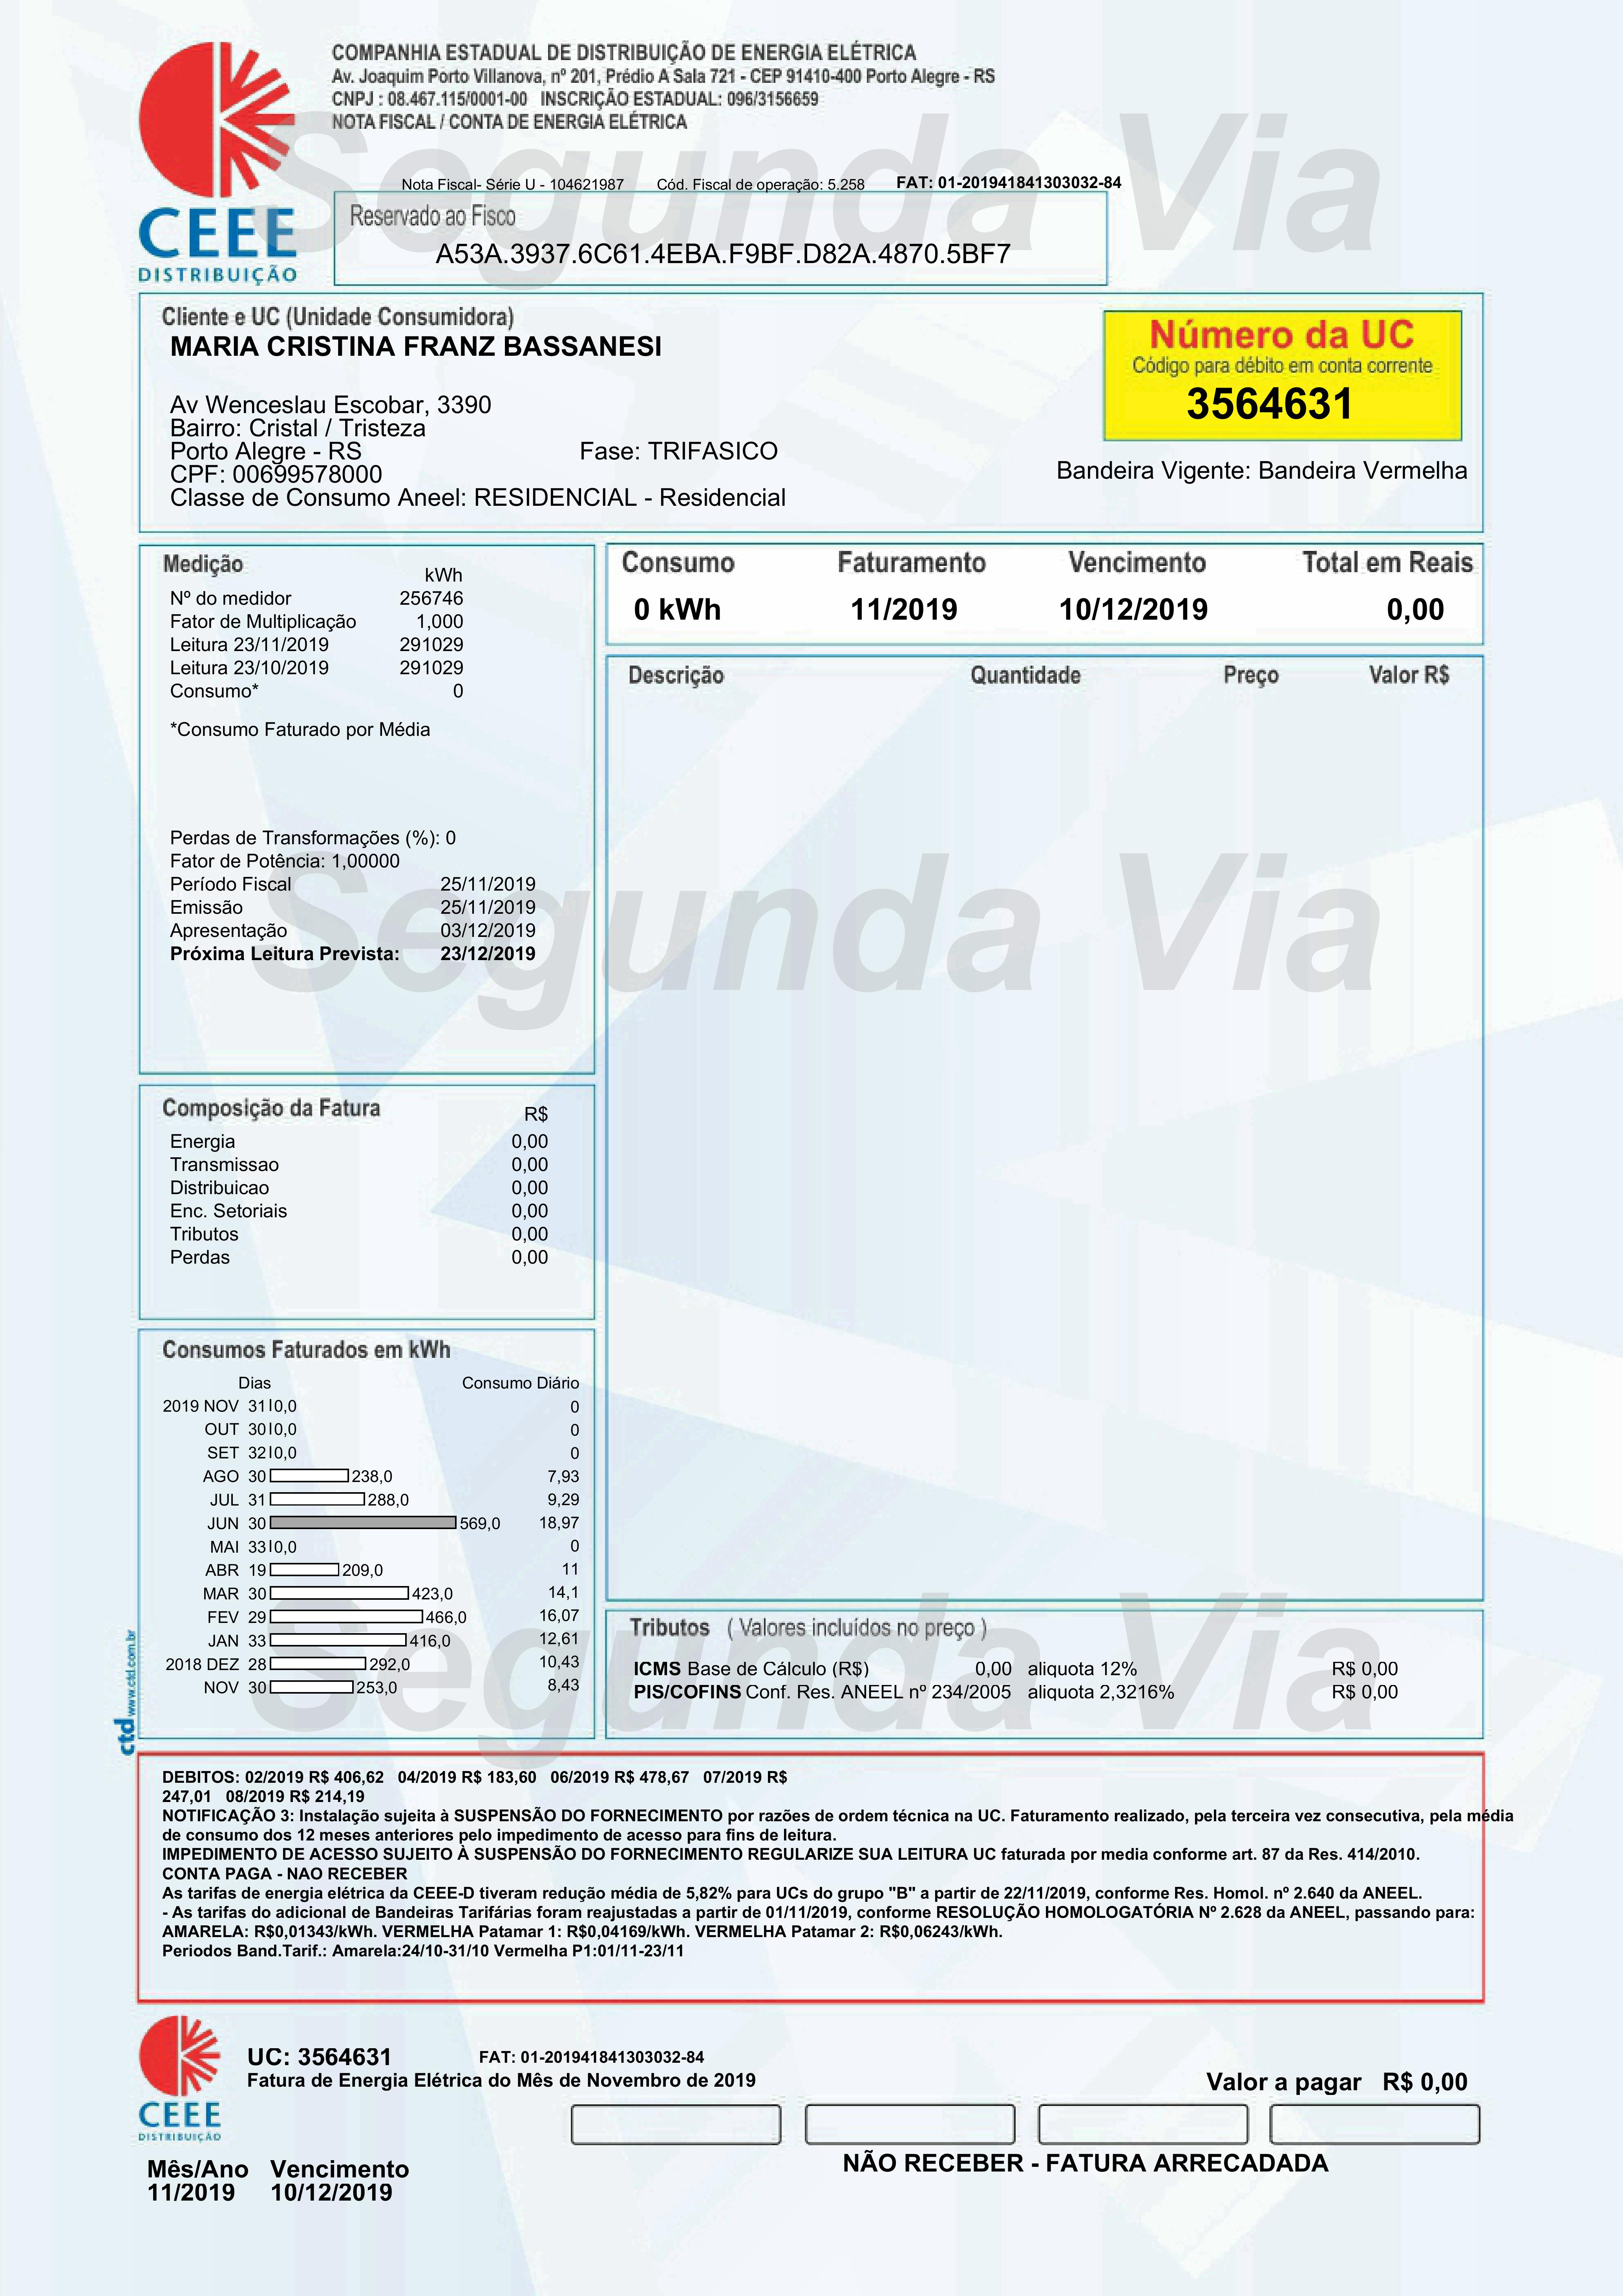 COMPANHIA ESTADUAL DE DISTRIBUIÇÃO DE ENERGIA ELÉTRICA
Av. Joaquim Porto Villanova, nº 201, Prédio A Sala 721 - CEP 91410-400 Porto Alegre - RS
CNPJ : 08.467.115/0001-00 INSCRIÇÃO ESTADUAL: 096/3156659
NOTA FISCAL / CONTA DE ENERGIA ELÉTRICA
Segunda Via
Nota Fiscal- Série U - 104621987 Cód. Fiscal de operação: 5.258 FAT: 01-201941841303032-84
CEEE
DISTRIBUIÇÃO
Reservado ao Fisco
A53A.3937.6C61.4EBA.F9BF.D82A.4870.5BF7
Cliente e UC (Unidade Consumidora)
MARIA CRISTINA FRANZ BASSANESI
Av Wenceslau Escobar, 3390
Bairro: Cristal / Tristeza
Porto Alegre - RS Fase: TRIFASICO
CPF: 00699578000
Classe de Consumo Aneel: RESIDENCIAL - Residencial
Número da UC
Código para débito em conta corrente
3564631
Bandeira Vigente: Bandeira Vermelha
Medição
kWh
Nº do medidor 256746
Fator de Multiplicação 1,000
Leitura 23/11/2019 291029
Leitura 23/10/2019 291029
Consumo* 0
*Consumo Faturado por Média
Perdas de Transformações (%): 0
Fator de Potência: 1,00000
Período Fiscal 25/11/2019
Emissão 25/11/2019
Apresentação 03/12/2019
Próxima Leitura Prevista: 23/12/2019
Consumo Faturamento Vencimento Total em Reais
0 kWh 11/2019 10/12/2019 0,00
Descrição Quantidade Preço Valor R$
Segunda Via
Composição da Fatura R$
Energia 0,00
Transmissao 0,00
Distribuicao 0,00
Enc. Setoriais 0,00
Tributos 0,00
Perdas 0,00
Consumos Faturados em kWh
Dias Consumo Diário
2019 NOV 31 0,0 0
OUT 30 0,0 0
SET 32 0,0 0
AGO 30 238,0 7,93
JUL 31 288,0 9,29
JUN 30 569,0 18,97
MAI 33 0,0 0
ABR 19 209,0 11
MAR 30 423,0 14,1
FEV 29 466,0 16,07
JAN 33 416,0 12,61
2018 DEZ 28 292,0 10,43
NOV 30 253,0 8,43
Segunda Via
Tributos ( Valores incluídos no preço )
ICMS Base de Cálculo (R$) 0,00 aliquota 12% R$ 0,00
PIS/COFINS Conf. Res. ANEEL nº 234/2005 aliquota 2,3216% R$ 0,00
ctd www.ctd.com.br
DEBITOS: 02/2019 R$ 406,62 04/2019 R$ 183,60 06/2019 R$ 478,67 07/2019 R$
247,01 08/2019 R$ 214,19
NOTIFICAÇÃO 3: Instalação sujeita à SUSPENSÃO DO FORNECIMENTO por razões de ordem técnica na UC. Faturamento realizado, pela terceira vez consecutiva, pela média
de consumo dos 12 meses anteriores pelo impedimento de acesso para fins de leitura.
IMPEDIMENTO DE ACESSO SUJEITO À SUSPENSÃO DO FORNECIMENTO REGULARIZE SUA LEITURA UC faturada por media conforme art. 87 da Res. 414/2010.
CONTA PAGA - NAO RECEBER
As tarifas de energia elétrica da CEEE-D tiveram redução média de 5,82% para UCs do grupo "B" a partir de 22/11/2019, conforme Res. Homol. nº 2.640 da ANEEL.
- As tarifas do adicional de Bandeiras Tarifárias foram reajustadas a partir de 01/11/2019, conforme RESOLUÇÃO HOMOLOGATÓRIA Nº 2.628 da ANEEL, passando para:
AMARELA: R$0,01343/kWh. VERMELHA Patamar 1: R$0,04169/kWh. VERMELHA Patamar 2: R$0,06243/kWh.
Periodos Band.Tarif.: Amarela:24/10-31/10 Vermelha P1:01/11-23/11
CEEE
DISTRIBUIÇÃO
UC: 3564631 FAT: 01-201941841303032-84
Fatura de Energia Elétrica do Mês de Novembro de 2019
Valor a pagar R$ 0,00
NÃO RECEBER - FATURA ARRECADADA
Mês/Ano Vencimento
11/2019 10/12/2019